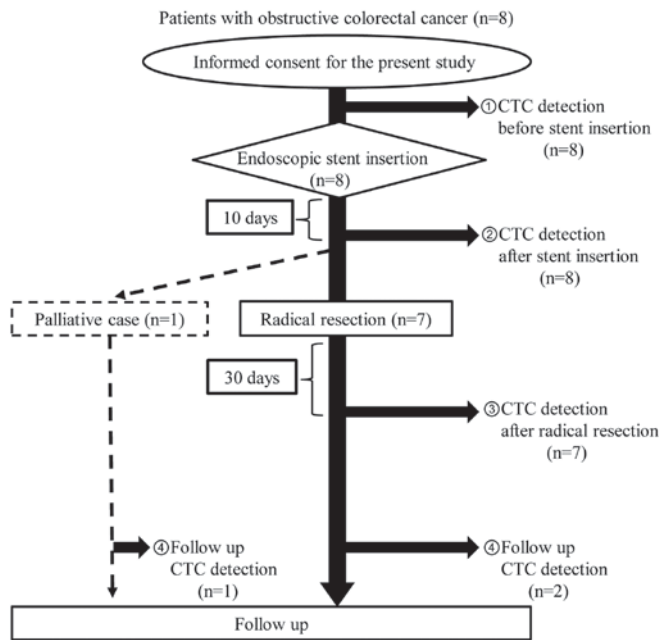 Patients with obstructive colorectal cancer (n=8)
Informed consent for the present study
①CTC detection
before stent insertion
(n=8)
Endoscopic stent insertion
(n=8)
10 days
②CTC detection
after stent insertion
(n=8)
Palliative case (n=1)
Radical resection (n=7)
30 days
③CTC detection
after radical resection
(n=7)
④Follow up
CTC detection
(n=1)
④Follow up
CTC detection
(n=2)
Follow up